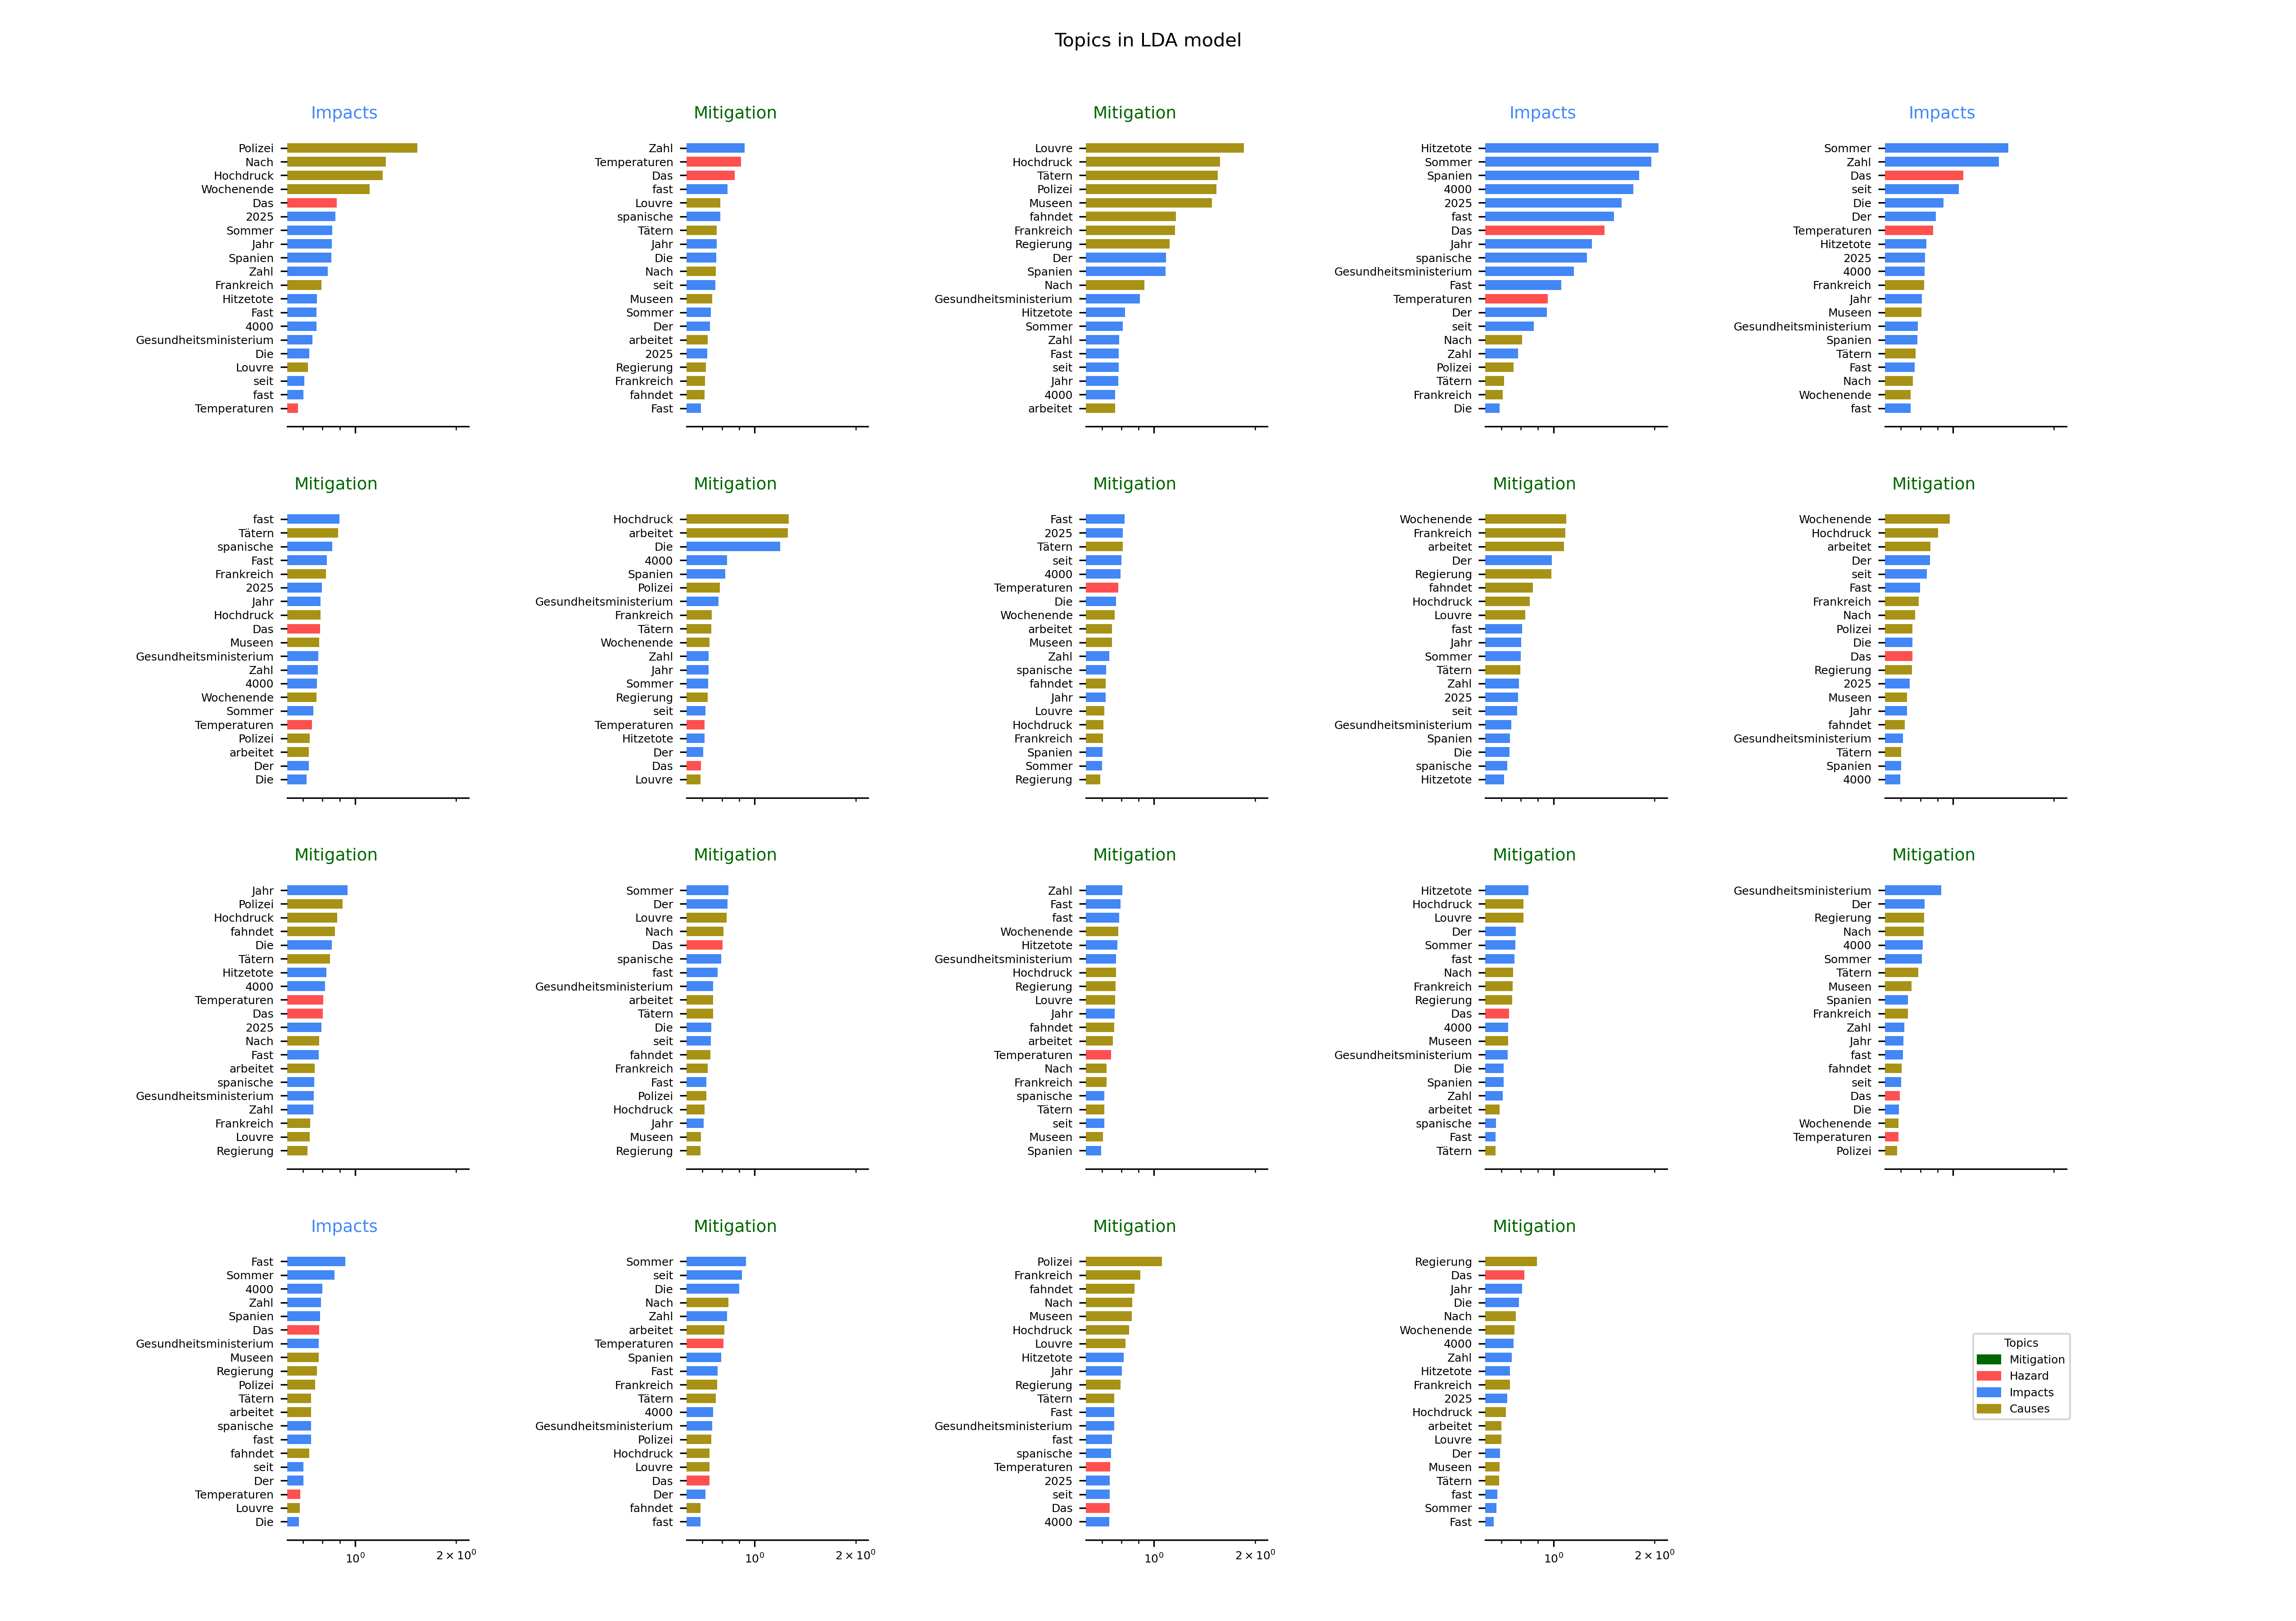 Topics in LDA model
Impacts
Polizei
Nach
Hochdruck
Wochenende
Das
2025
Sommer
Jahr
Spanien
Zahl
Frankreich
Hitzetote
Fast
4000
Gesundheitsministerium
Die
Louvre
seit
fast
Temperaturen
Mitigation
Zahl
Temperaturen
Das
fast
Louvre
spanische
Tätern
Jahr
Die
Nach
seit
Museen
Sommer
Der
arbeitet
2025
Regierung
Frankreich
fahndet
Fast
Mitigation
Louvre
Hochdruck
Tätern
Polizei
Museen
fahndet
Frankreich
Regierung
Der
Spanien
Nach
Gesundheitsministerium
Hitzetote
Sommer
Zahl
Fast
seit
Jahr
4000
arbeitet
Impacts
Hitzetote
Sommer
Spanien
4000
2025
fast
Das
Jahr
spanische
Gesundheitsministerium
Fast
Temperaturen
Der
seit
Nach
Zahl
Polizei
Tätern
Frankreich
Die
Impacts
Sommer
Zahl
Das
seit
Die
Der
Temperaturen
Hitzetote
2025
4000
Frankreich
Jahr
Museen
Gesundheitsministerium
Spanien
Tätern
Fast
Nach
Wochenende
fast
Mitigation
fast
Tätern
spanische
Fast
Frankreich
2025
Jahr
Hochdruck
Das
Museen
Gesundheitsministerium
Zahl
4000
Wochenende
Sommer
Temperaturen
Polizei
arbeitet
Der
Die
Mitigation
Hochdruck
arbeitet
Die
4000
Spanien
Polizei
Gesundheitsministerium
Frankreich
Tätern
Wochenende
Zahl
Jahr
Sommer
Regierung
seit
Temperaturen
Hitzetote
Der
Das
Louvre
Mitigation
Fast
2025
Tätern
seit
4000
Temperaturen
Die
Wochenende
arbeitet
Museen
Zahl
spanische
fahndet
Jahr
Louvre
Hochdruck
Frankreich
Spanien
Sommer
Regierung
Mitigation
Wochenende
Frankreich
arbeitet
Der
Regierung
fahndet
Hochdruck
Louvre
fast
Jahr
Sommer
Tätern
Zahl
2025
seit
Gesundheitsministerium
Spanien
Die
spanische
Hitzetote
Mitigation
Wochenende
Hochdruck
arbeitet
Der
seit
Fast
Frankreich
Nach
Polizei
Die
Das
Regierung
2025
Museen
Jahr
fahndet
Gesundheitsministerium
Tätern
Spanien
4000
Mitigation
Jahr
Polizei
Hochdruck
fahndet
Die
Tätern
Hitzetote
4000
Temperaturen
Das
2025
Nach
Fast
arbeitet
spanische
Gesundheitsministerium
Zahl
Frankreich
Louvre
Regierung
Mitigation
Sommer
Der
Louvre
Nach
Das
spanische
fast
Gesundheitsministerium
arbeitet
Tätern
Die
seit
fahndet
Frankreich
Fast
Polizei
Hochdruck
Jahr
Museen
Regierung
Mitigation
Zahl
Fast
fast
Wochenende
Hitzetote
Gesundheitsministerium
Hochdruck
Regierung
Louvre
Jahr
fahndet
arbeitet
Temperaturen
Nach
Frankreich
spanische
Tätern
seit
Museen
Spanien
Mitigation
Hitzetote
Hochdruck
Louvre
Der
Sommer
fast
Nach
Frankreich
Regierung
Das
4000
Museen
Gesundheitsministerium
Die
Spanien
Zahl
arbeitet
spanische
Fast
Tätern
Mitigation
Gesundheitsministerium
Der
Regierung
Nach
4000
Sommer
Tätern
Museen
Spanien
Frankreich
Zahl
Jahr
fast
fahndet
seit
Das
Die
Wochenende
Temperaturen
Polizei
Impacts
Fast
Sommer
4000
Zahl
Spanien
Das
Gesundheitsministerium
Museen
Regierung
Polizei
Tätern
arbeitet
spanische
fast
fahndet
seit
Der
Temperaturen
Louvre
Die
10⁰
2 × 10⁰
Mitigation
Sommer
seit
Die
Nach
Zahl
arbeitet
Temperaturen
Spanien
Fast
Frankreich
Tätern
4000
Gesundheitsministerium
Polizei
Hochdruck
Louvre
Das
Der
fahndet
fast
10⁰
2 × 10⁰
Mitigation
Polizei
Frankreich
fahndet
Nach
Museen
Hochdruck
Louvre
Hitzetote
Jahr
Regierung
Tätern
Fast
Gesundheitsministerium
fast
spanische
Temperaturen
2025
seit
Das
4000
10⁰
2 × 10⁰
Mitigation
Regierung
Das
Jahr
Die
Nach
Wochenende
4000
Zahl
Hitzetote
Frankreich
2025
Hochdruck
arbeitet
Louvre
Der
Museen
Tätern
fast
Sommer
Fast
10⁰
2 × 10⁰
Topics
Mitigation
Hazard
Impacts
Causes